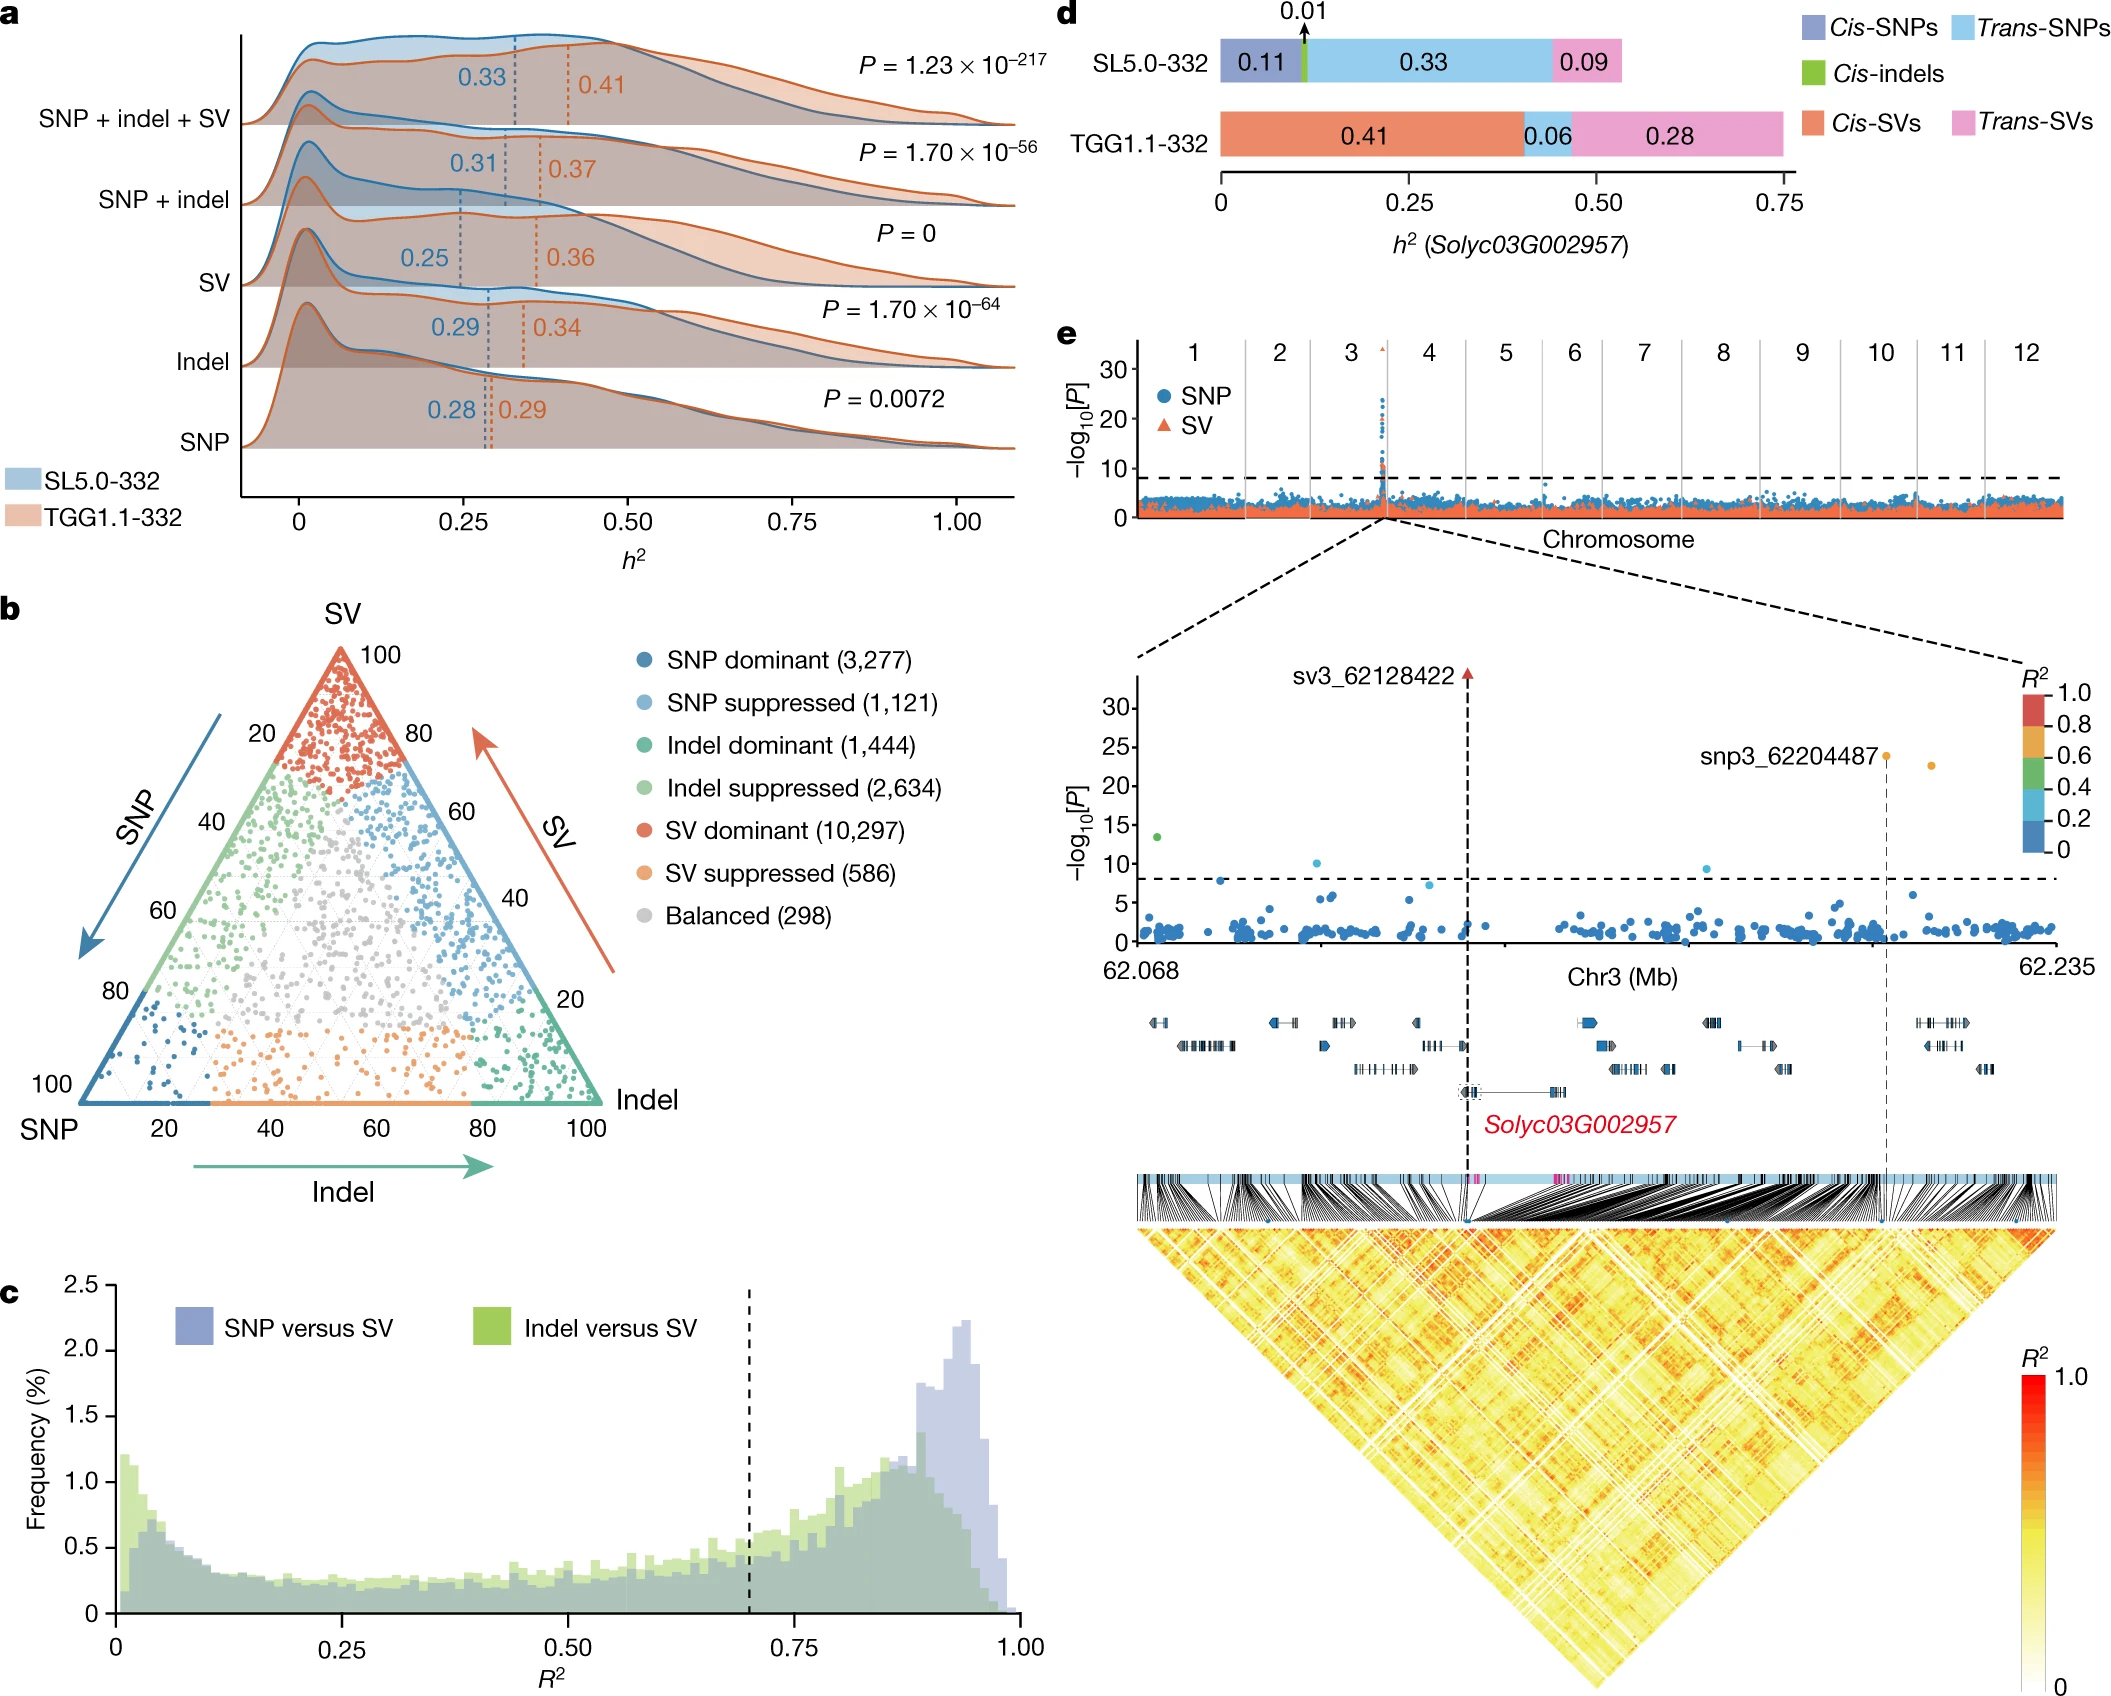 a
SNP + indel + SV
0.33
0.41
P = 1.23 × 10⁻²¹⁷
SNP + indel
0.31
0.37
P = 1.70 × 10⁻⁵⁶
SV
0.25
0.36
P = 0
Indel
0.29
0.34
P = 1.70 × 10⁻⁶⁴
SNP
0.28
0.29
P = 0.0072
SL5.0-332
TGG1.1-332
0 0.25 0.50 0.75 1.00
h²
b
SV
100
80
60
40
20
Indel
SV
20
40
60
80
100
SNP
SNP
20 40 60 80 100
Indel
SNP dominant (3,277)
SNP suppressed (1,121)
Indel dominant (1,444)
Indel suppressed (2,634)
SV dominant (10,297)
SV suppressed (586)
Balanced (298)
c
SNP versus SV
Indel versus SV
Frequency (%)
2.5
2.0
1.5
1.0
0.5
0
0 0.25 0.50 0.75 1.00
R²
d
0.01
SL5.0-332
0.11 0.33 0.09
TGG1.1-332
0.41 0.06 0.28
0 0.25 0.50 0.75
h² (Solyc03G002957)
Cis-SNPs
Trans-SNPs
Cis-indels
Cis-SVs
Trans-SVs
e
1 2 3 4 5 6 7 8 9 10 11 12
–log₁₀[P]
30
20
10
0
SNP
SV
Chromosome
sv3_62128422
snp3_62204487
–log₁₀[P]
30
25
20
15
10
5
0
R²
1.0
0.8
0.6
0.4
0.2
0
62.068
Chr3 (Mb)
62.235
Solyc03G002957
R²
1.0
0